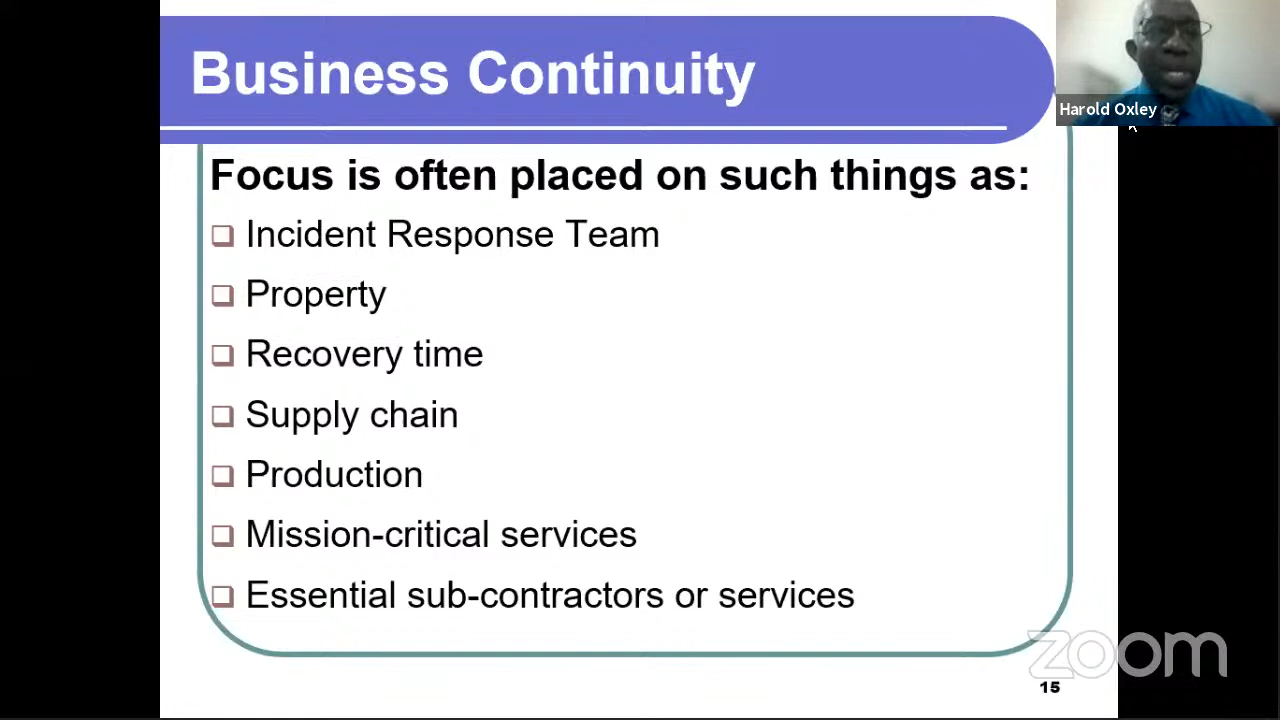 Business Continuity
Harold Oxley
Focus is often placed on such things as:
Incident Response Team
Property
Recovery time
Supply chain
Production
Mission-critical services
Essential sub-contractors or services
zoom
15